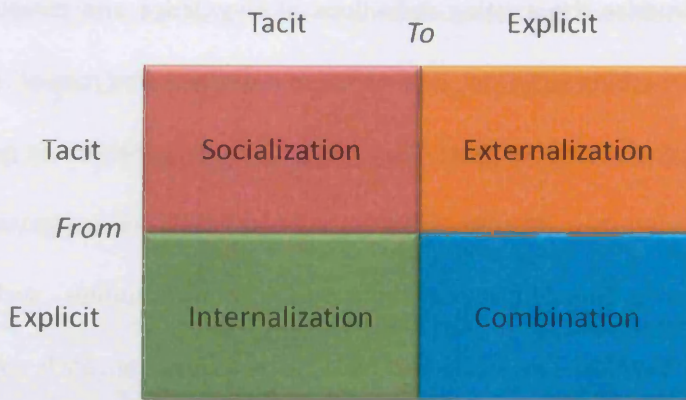 Tacit To Explicit
Tacit Socialization Externalization
From
Explicit Internalization Combination